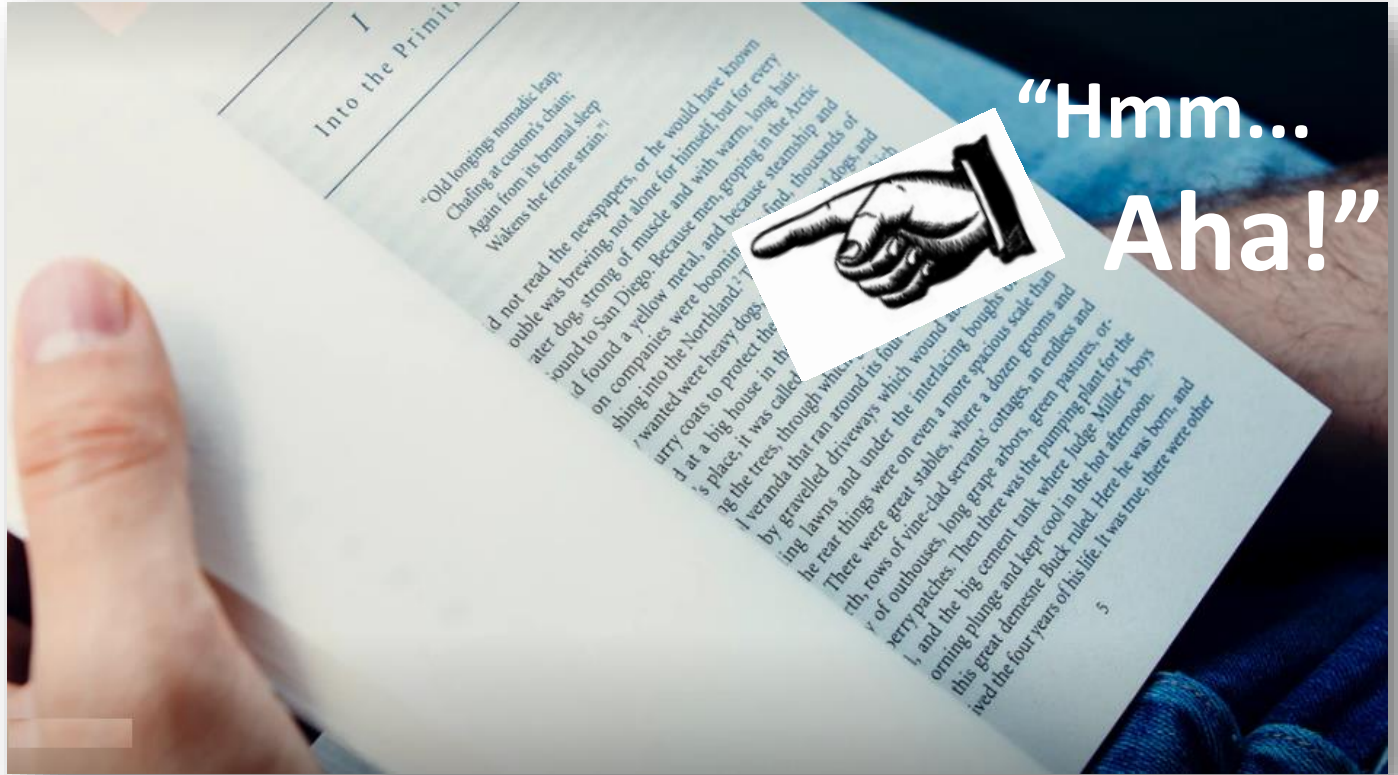 I
Into the Primiti
“Old longings nomadic leap,
Chafing at custom's chain;
Again from its brumal sleep
Wakens the ferine strain.”
d not read the newspapers, or he would have known
ouble was brewing, not alone for himself, but for every
ater dog, strong of muscle and with warm, long hair,
ound to San Diego. Because men, groping in the Arctic
d found a yellow metal, and because steamship and
on companies were boomin find, thousands of
shing into the Northland.² T dogs, and
wanted were heavy dogs,
urry coats to protect the
d at a big house in th
's place, it was called
ng the trees, through whic
l veranda that ran around its four
by gravelled driveways which wound ab
ing lawns and under the interlacing boughs o
he rear things were on even a more spacious scale than
There were great stables, where a dozen grooms and
rth, rows of vine-clad servants' cottages, an endless and
y of outhouses, long grape arbors, green pastures, or-
berry patches. Then there was the pumping plant for the
l, and the big cement tank where Judge Miller's boys
orning plunge and kept cool in the hot afternoon.
this great demesne Buck ruled. Here he was born, and
ived the four years of his life. It was true, there were other
5
“Hmm...
Aha!”